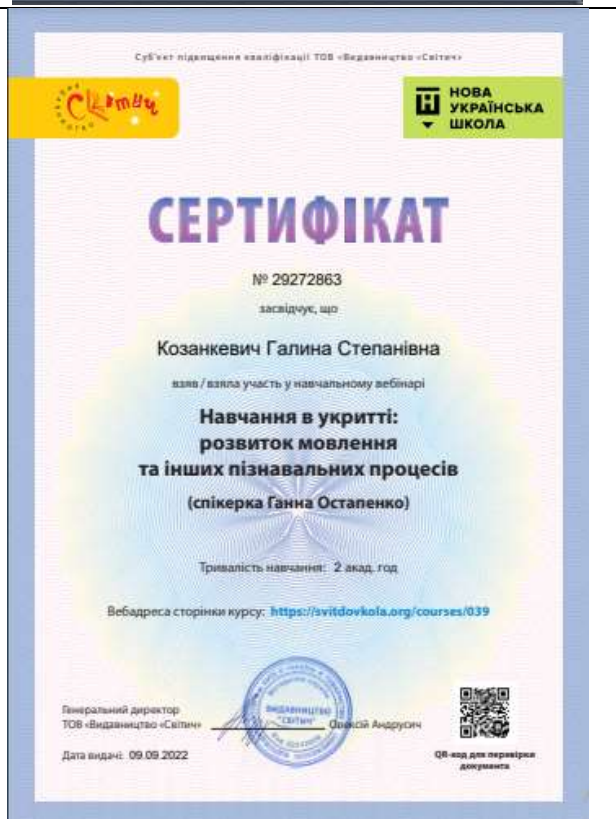 Суб'єкт підвищення кваліфікації ТОВ «Видавництво «Світич»
Світич
НОВА
УКРАЇНСЬКА
ШКОЛА
СЕРТИФІКАТ
№ 29272863
засвідчує, що
Козанкевич Галина Степанівна
взяв / взяла участь у навчальному вебінарі
Навчання в укритті:
розвиток мовлення
та інших пізнавальних процесів
(спікерка Ганна Остапенко)
Тривалість навчання: 2 акад. год
Вебадреса сторінки курсу: https://svitdovkola.org/courses/039
Генеральний директор
ТОВ «Видавництво «Світич» Олексій Андрусич
ВИДАВНИЦТВО
"СВІТИЧ"
Дата видачі: 09.09.2022
QR-код для перевірки
документа